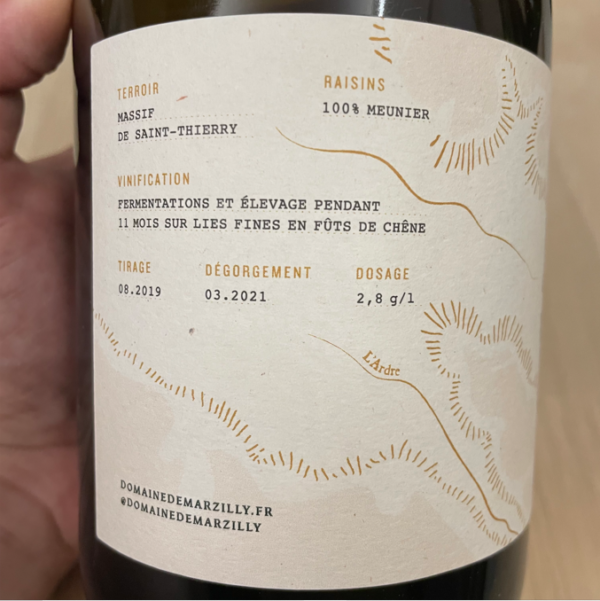 TERROIR
MASSIF
DE SAINT-THIERRY
RAISINS
100% MEUNIER
VINIFICATION
FERMENTATIONS ET ÉLEVAGE PENDANT
11 MOIS SUR LIES FINES EN FÛTS DE CHÊNE
TIRAGE
08.2019
DÉGORGEMENT
03.2021
DOSAGE
2,8 g/l
L'Ardre
DOMAINEDEMARZILLY.FR
@DOMAINEDEMARZILLY